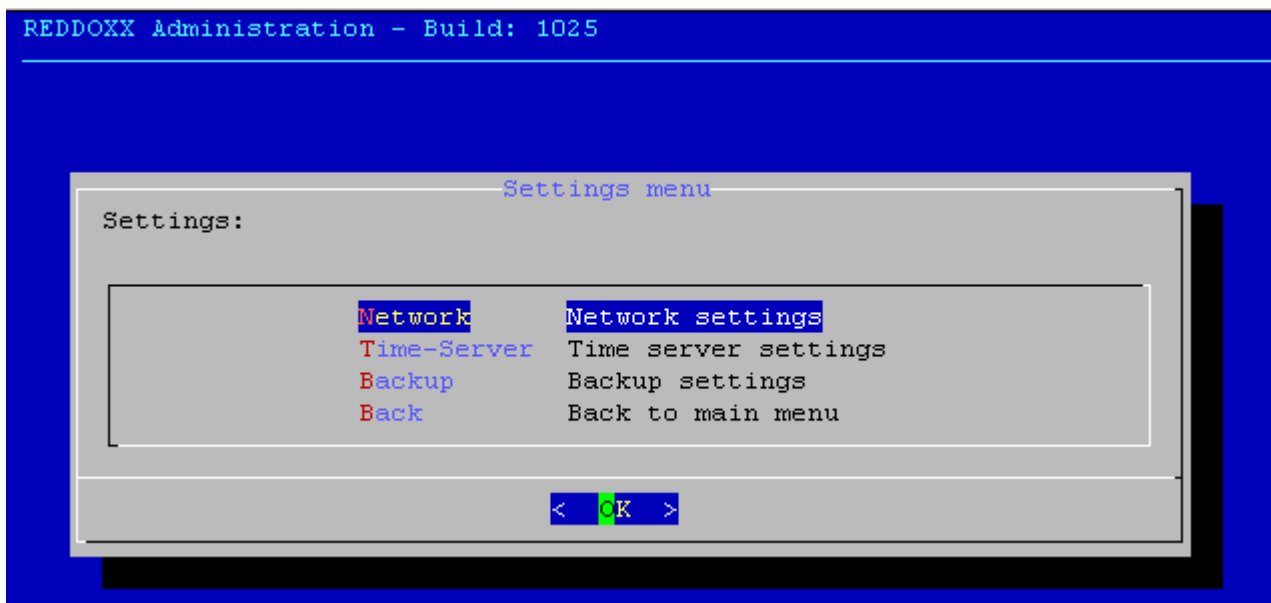 REDDOXX Administration - Build: 1025
Settings menu
Settings:
Network Network settings
Time-Server Time server settings
Backup Backup settings
Back Back to main menu
< OK >